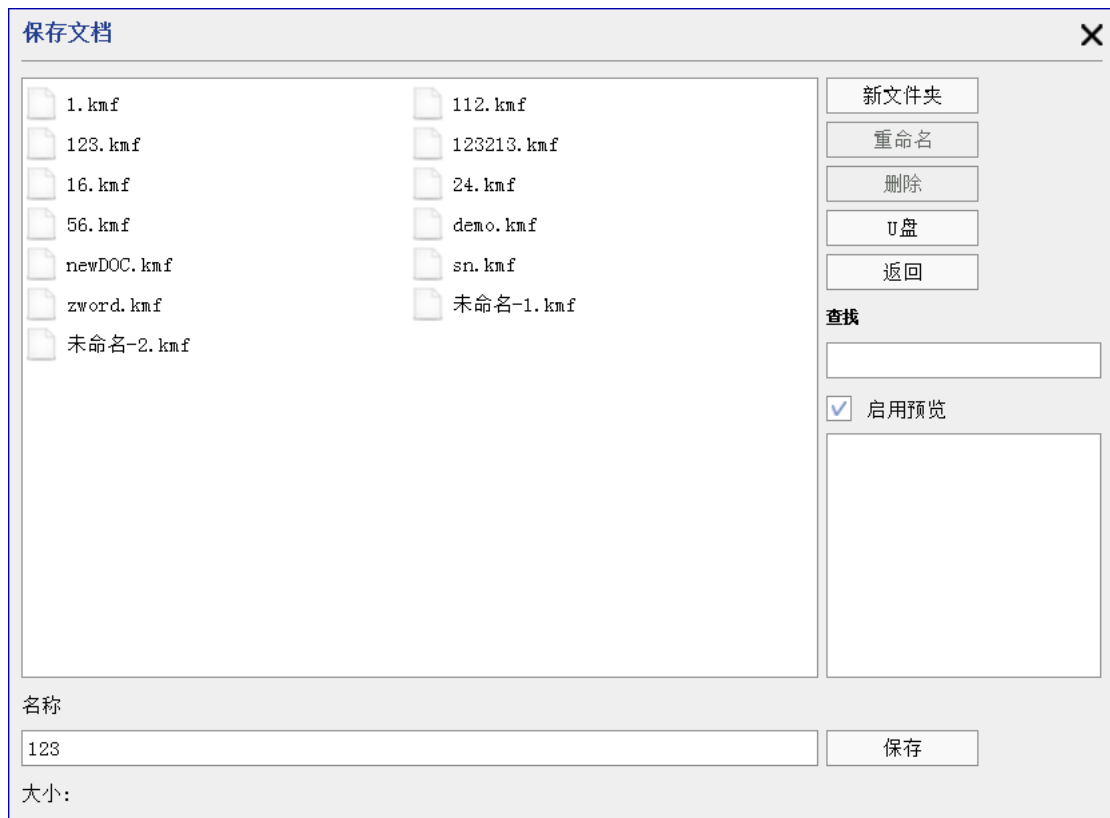 保存文档
1.kmf
112.kmf
123.kmf
123213.kmf
16.kmf
24.kmf
56.kmf
demo.kmf
newDOC.kmf
sn.kmf
zword.kmf
未命名-1.kmf
未命名-2.kmf
新文件夹
重命名
删除
U盘
返回
查找
启用预览
名称
123
保存
大小: